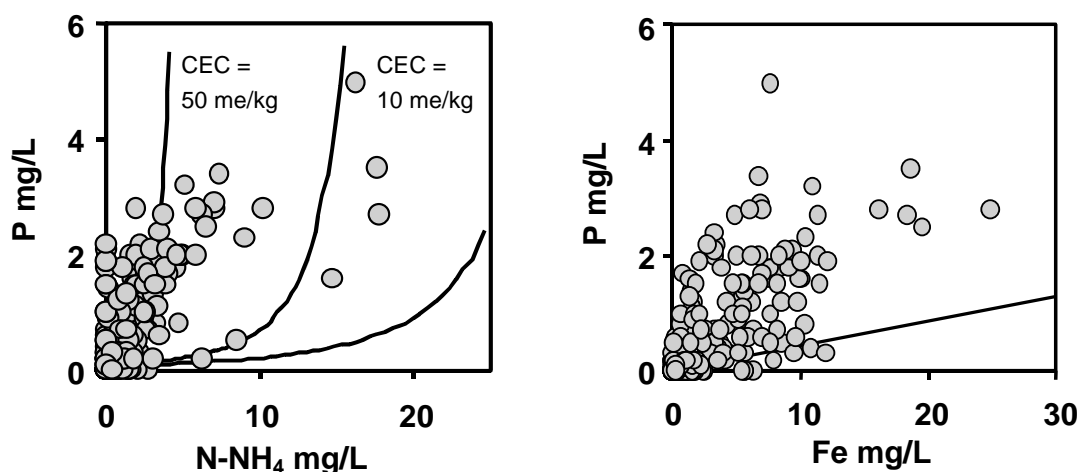 6
4
2
0
P mg/L
CEC =
50 me/kg
CEC =
10 me/kg
0 10 20
N-NH₄ mg/L
6
4
2
0
P mg/L
0 10 20 30
Fe mg/L